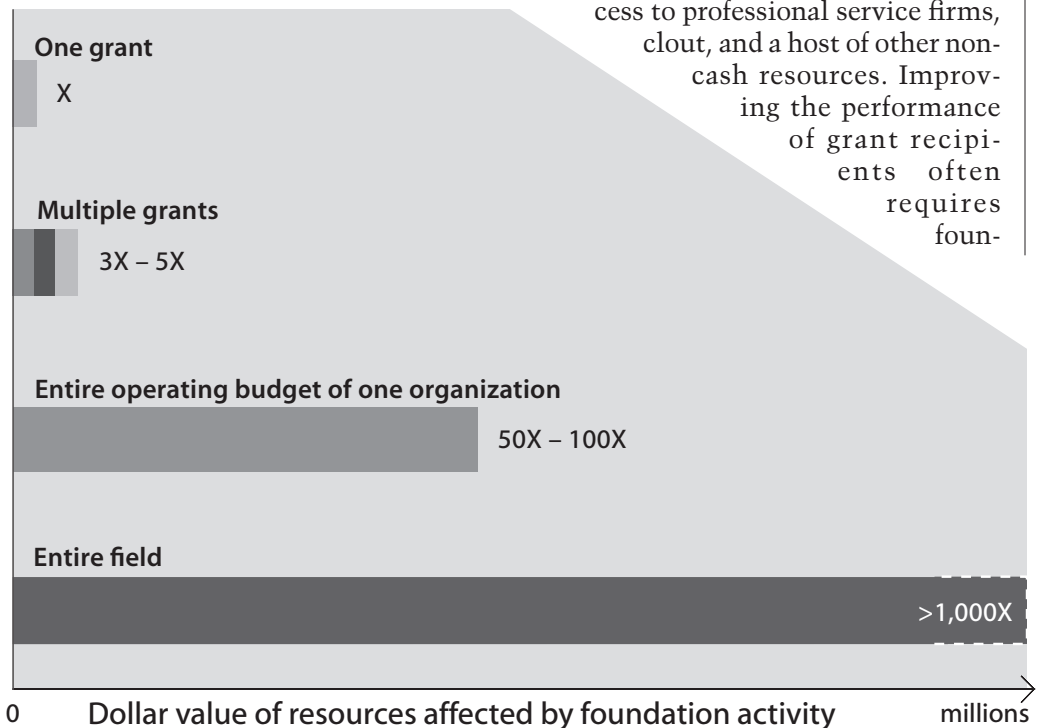 cess to professional service firms,
clout, and a host of other non-
cash resources. Improv-
ing the performance
of grant recipi-
ents often
requires
foun-
One grant
X
Multiple grants
3X – 5X
Entire operating budget of one organization
50X – 100X
Entire field
>1,000X
0 Dollar value of resources affected by foundation activity millions